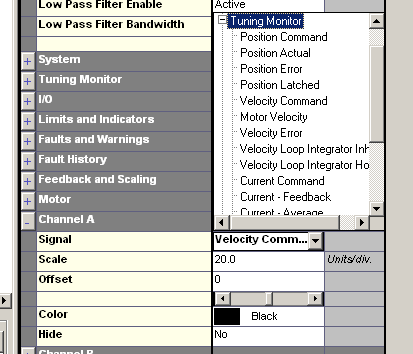 Low Pass Filter Enable Active
Low Pass Filter Bandwidth
Tuning Monitor
Position Command
Position Actual
Position Error
Position Latched
Velocity Command
Motor Velocity
Velocity Error
Velocity Loop Integrator Inh
Velocity Loop Integrator Ho
Current Command
Current - Feedback
Current - Average
System
Tuning Monitor
I/O
Limits and Indicators
Faults and Warnings
Fault History
Feedback and Scaling
Motor
Channel A
Signal Velocity Comm...
Scale 20.0 Units/div.
Offset 0
Color Black
Hide No
Channel B